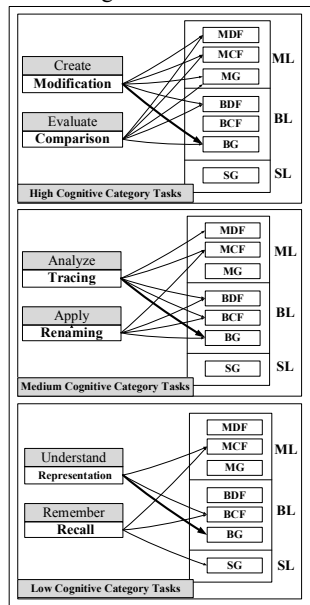 MDF
MCF
ML
Create
MG
Modification
BDF
Evaluate
BCF
BL
Comparison
BG
SG
SL
High Cognitive Category Tasks
MDF
MCF
ML
Analyze
MG
Tracing
BDF
Apply
BCF
BL
Renaming
BG
SG
SL
Medium Cognitive Category Tasks
MDF
Understand
MCF
ML
Representation
MG
BDF
Remember
BCF
BL
Recall
BG
SG
SL
Low Cognitive Category Tasks